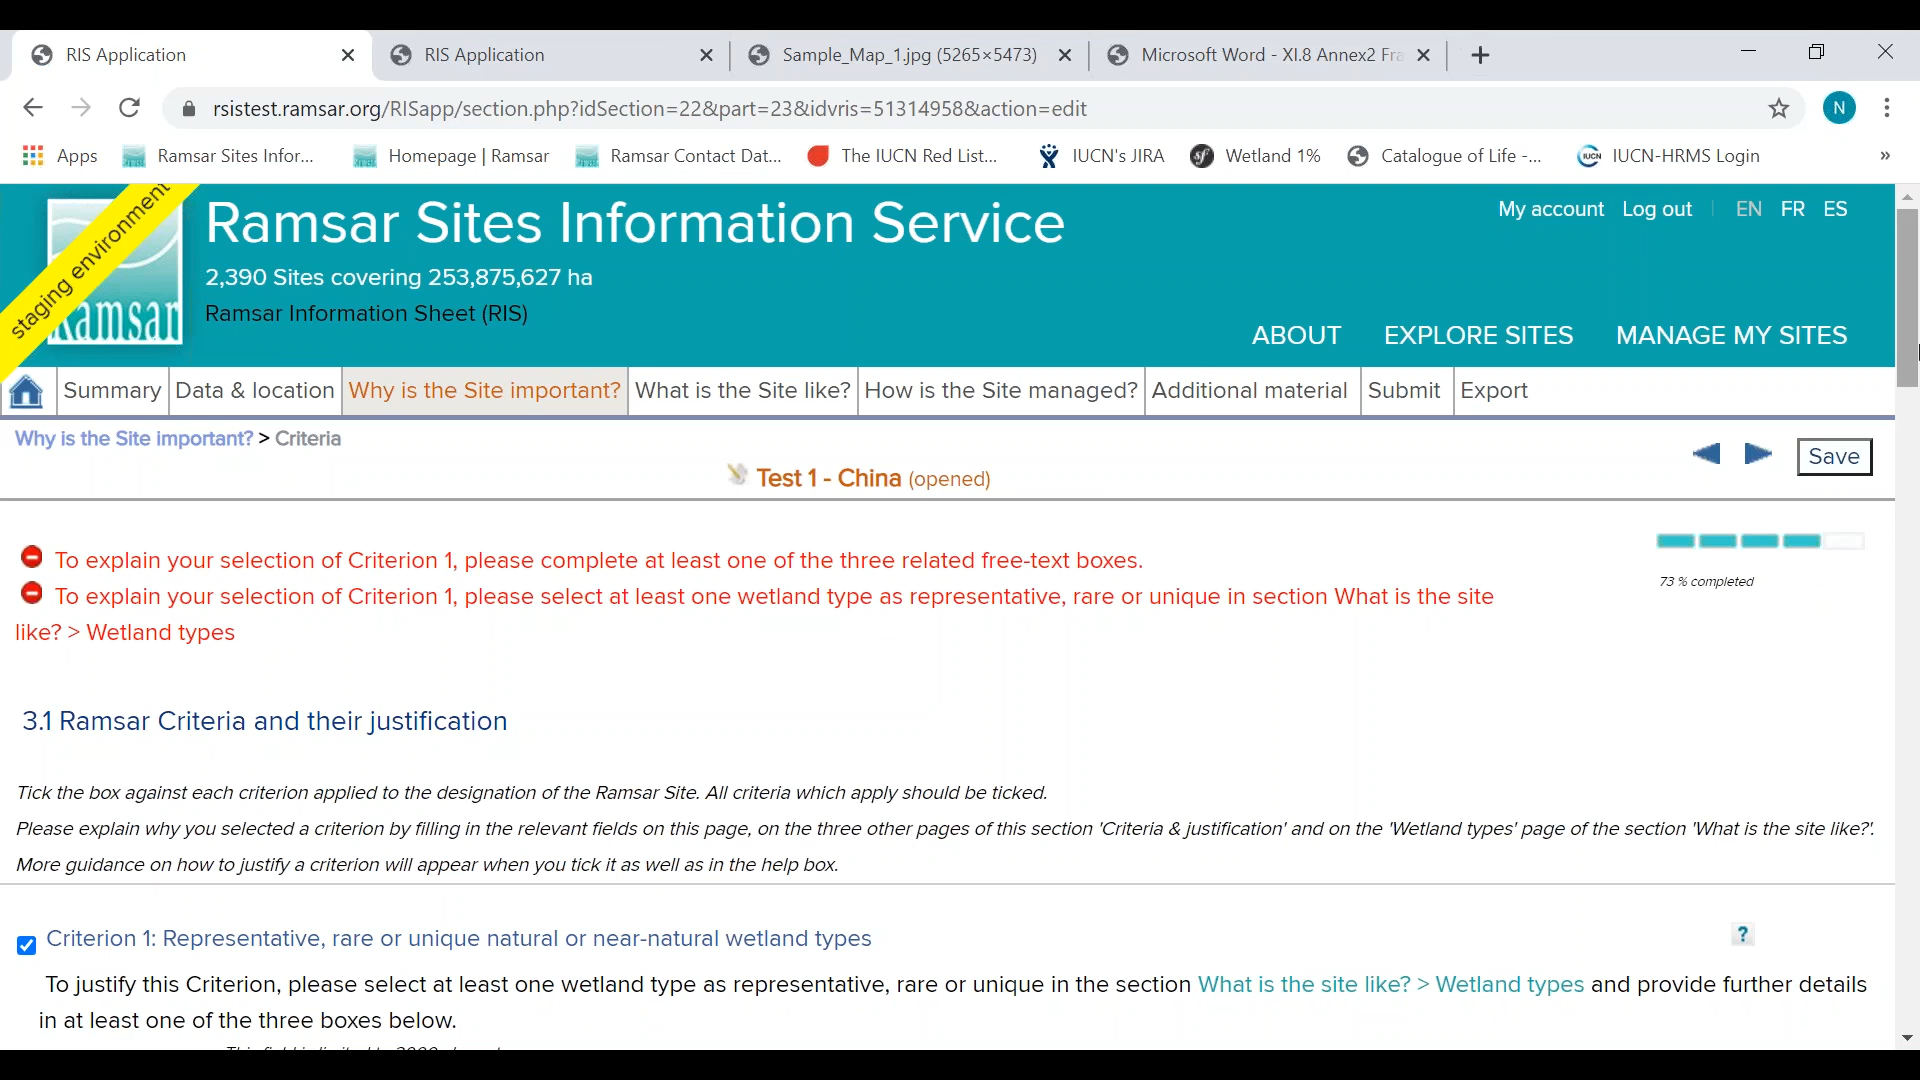 RIS Application
RIS Application
Sample_Map_1.jpg (5265×5473)
Microsoft Word - XI.8 Annex2 Fra
rsistest.ramsar.org/RISapp/section.php?idSection=22&part=23&idvris=51314958&action=edit
N
Apps
Ramsar Sites Infor...
Homepage | Ramsar
Ramsar Contact Dat...
The IUCN Red List...
IUCN's JIRA
Wetland 1%
Catalogue of Life -...
IUCN-HRMS Login
»
staging environment
Ramsar
Ramsar Sites Information Service
My account Log out | EN FR ES
2,390 Sites covering 253,875,627 ha
Ramsar Information Sheet (RIS)
ABOUT EXPLORE SITES MANAGE MY SITES
Summary
Data & location
Why is the Site important?
What is the Site like?
How is the Site managed?
Additional material
Submit
Export
Why is the Site important? > Criteria
Save
Test 1 - China (opened)
To explain your selection of Criterion 1, please complete at least one of the three related free-text boxes.
To explain your selection of Criterion 1, please select at least one wetland type as representative, rare or unique in section What is the site
like? > Wetland types
73 % completed
3.1 Ramsar Criteria and their justification
Tick the box against each criterion applied to the designation of the Ramsar Site. All criteria which apply should be ticked.
Please explain why you selected a criterion by filling in the relevant fields on this page, on the three other pages of this section 'Criteria & justification' and on the 'Wetland types' page of the section 'What is the site like?'.
More guidance on how to justify a criterion will appear when you tick it as well as in the help box.
Criterion 1: Representative, rare or unique natural or near-natural wetland types
?
To justify this Criterion, please select at least one wetland type as representative, rare or unique in the section What is the site like? > Wetland types and provide further details
in at least one of the three boxes below.